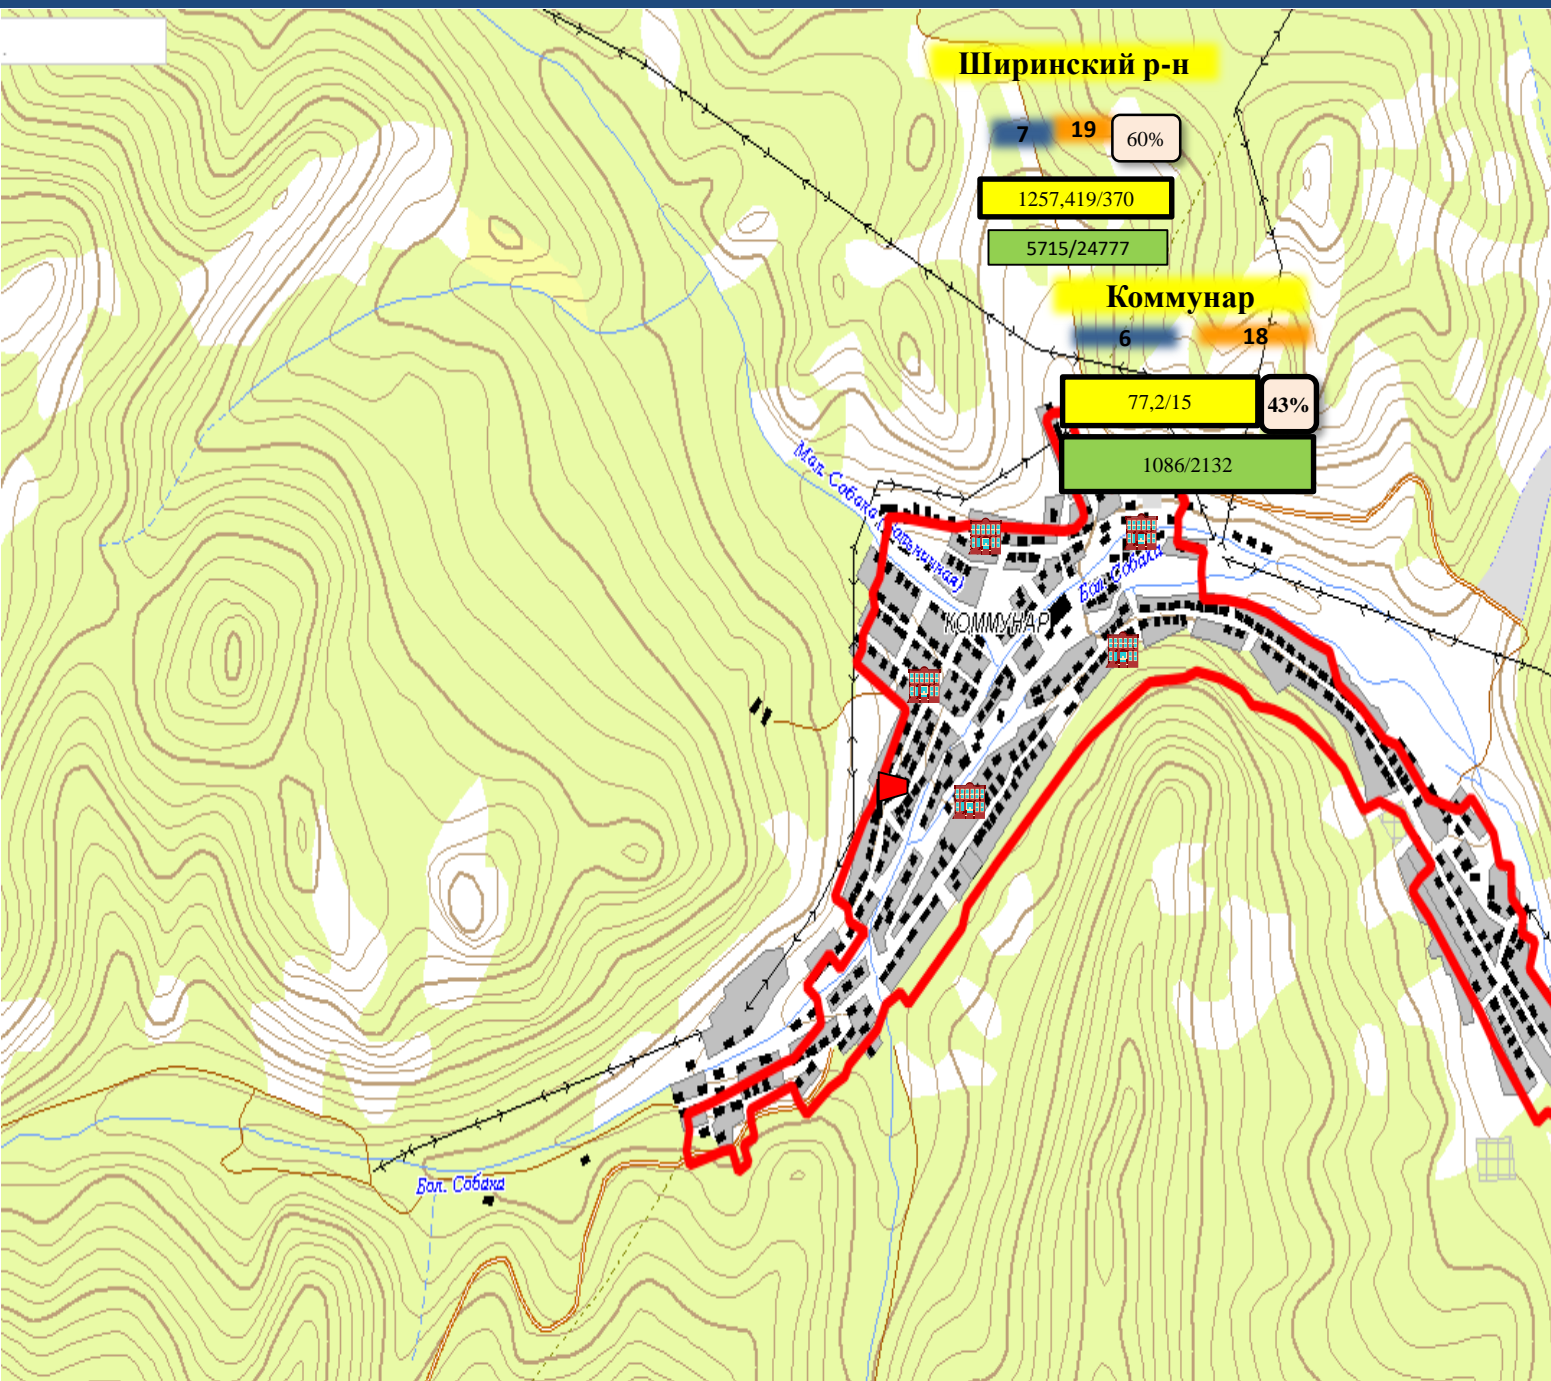 Ширинский р-н
7
19
60%
1257,419/370
5715/24777
Коммунар
6
18
77,2/15
43%
1086/2132
Мал. Собака
Бол. Собака
КОММУНАР
Бол. Собака